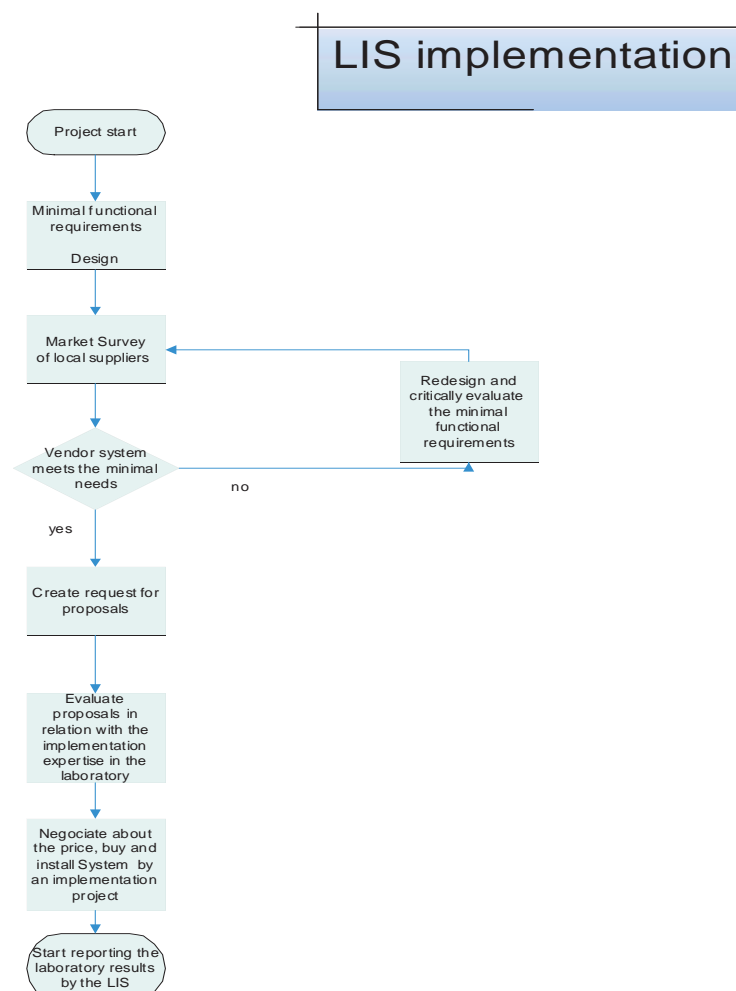 LIS implementation
Project start
Minimal functional
requirements
Design
Market Survey
of local suppliers
Redesign and
critically evaluate
the minimal
functional
requirements
Vendor system
meets the minimal
needs
no
yes
Create request for
proposals
Evaluate
proposals in
relation with the
implementation
expertise in the
laboratory
Negociate about
the price, buy and
install System by
an implementation
project
Start reporting the
laboratory results
by the LIS